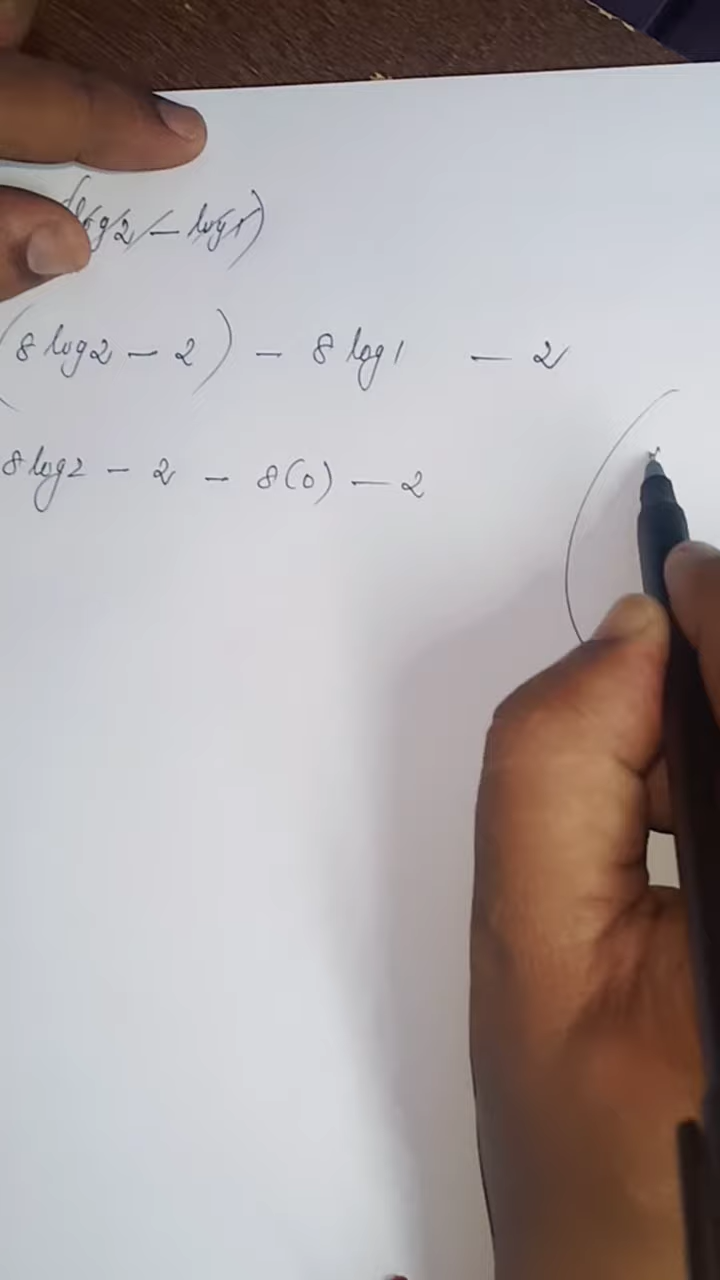 (log2 - log1)
(8 log2 - 2) - 8 log1 - 2
8 log2 - 2 - 8(0) - 2